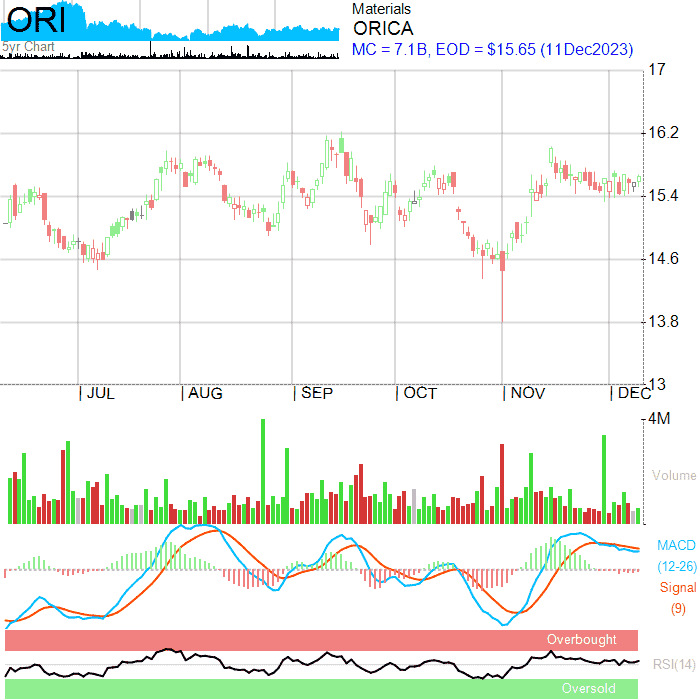 ORI
5yr Chart
Materials
ORICA
MC = 7.1B, EOD = $15.65 (11Dec2023)
17
16.2
15.4
14.6
13.8
13
JUL AUG SEP OCT NOV DEC
4M
Volume
MACD
(12-26)
Signal
(9)
Overbought
RSI(14)
Oversold